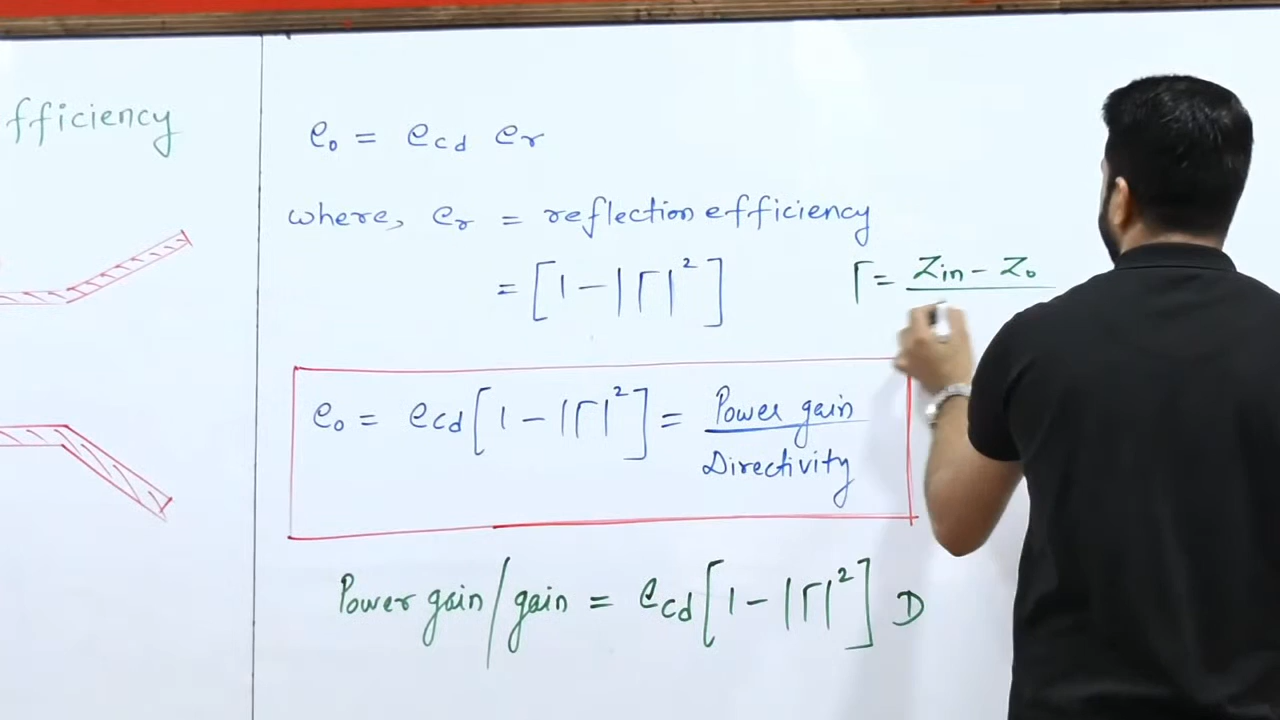 fficiency
e₀ = e_cd e_r
where, e_r = reflection efficiency
= [1 - |Γ|²]
Γ = Z_in - Z₀
e₀ = e_cd [1 - |Γ|²] = Power gain / Directivity
Power gain / gain = e_cd [1 - |Γ|²] D